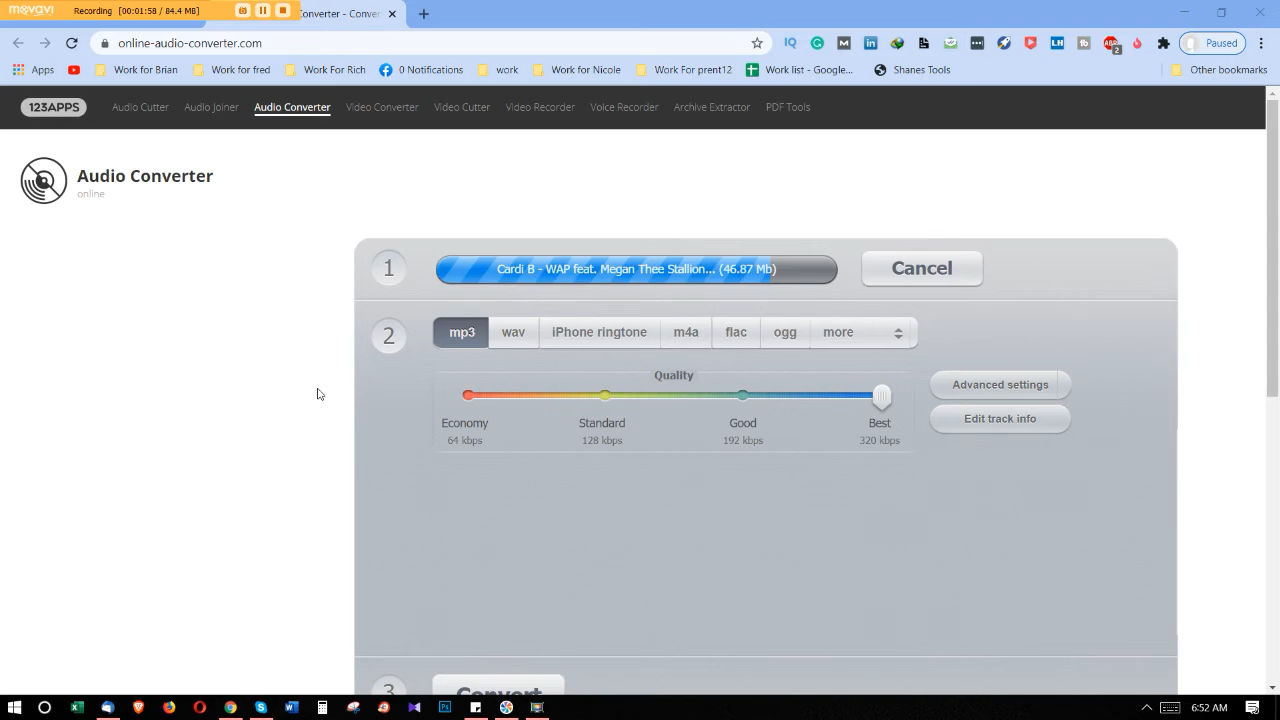 movavi Recording [00:01:58 / 84.4 MB]
Converter - Conver
online-audio-converter.com
Paused
Apps Work for Brian Work for fred Work For Ruh 0 Notifications work Work for Nicole Work For prent12 Work list - Google... Shanes Tools Other bookmarks
123APPS Audio Cutter Audio Joiner Audio Converter Video Converter Video Cutter Video Recorder Voice Recorder Archive Extractor PDF Tools
Audio Converter
online
1 Cardi B - WAP feat. Megan Thee Stallion... (46.87 Mb) Cancel
2 mp3 wav iPhone ringtone m4a flac ogg more
Quality
Advanced settings
Economy Standard Good Best
Edit track info
64 kbps 128 kbps 192 kbps 320 kbps
3 Convert
6:52 AM